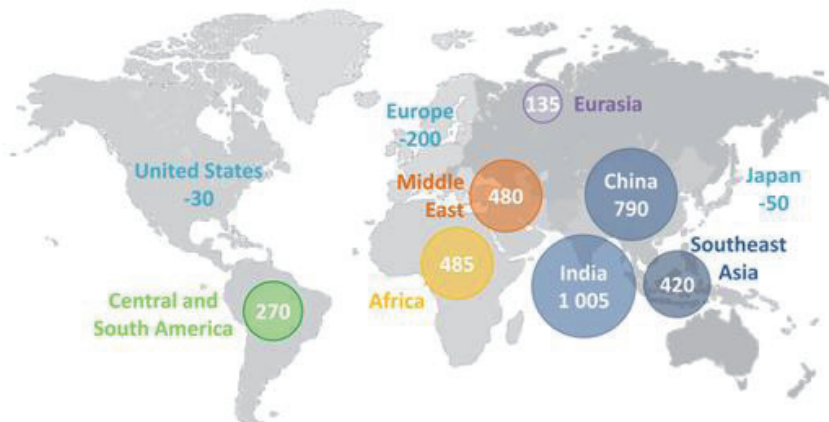 135
Eurasia
Europe
-200
United States
-30
Middle
East
480
China
790
Japan
-50
Southeast
Asia
Africa
485
India
1 005
420
Central and
South America
270